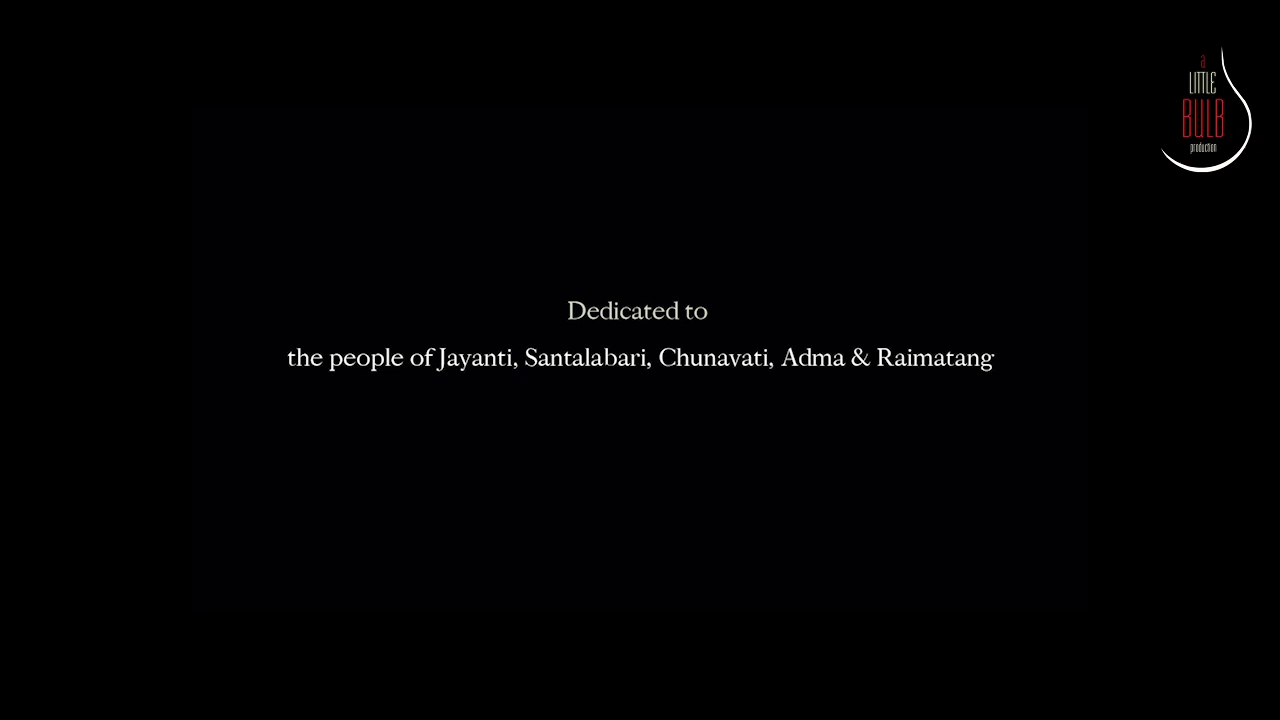 a
LITTLE
BULB
production
Dedicated to
the people of Jayanti, Santalabari, Chunavati, Adma & Raimatang